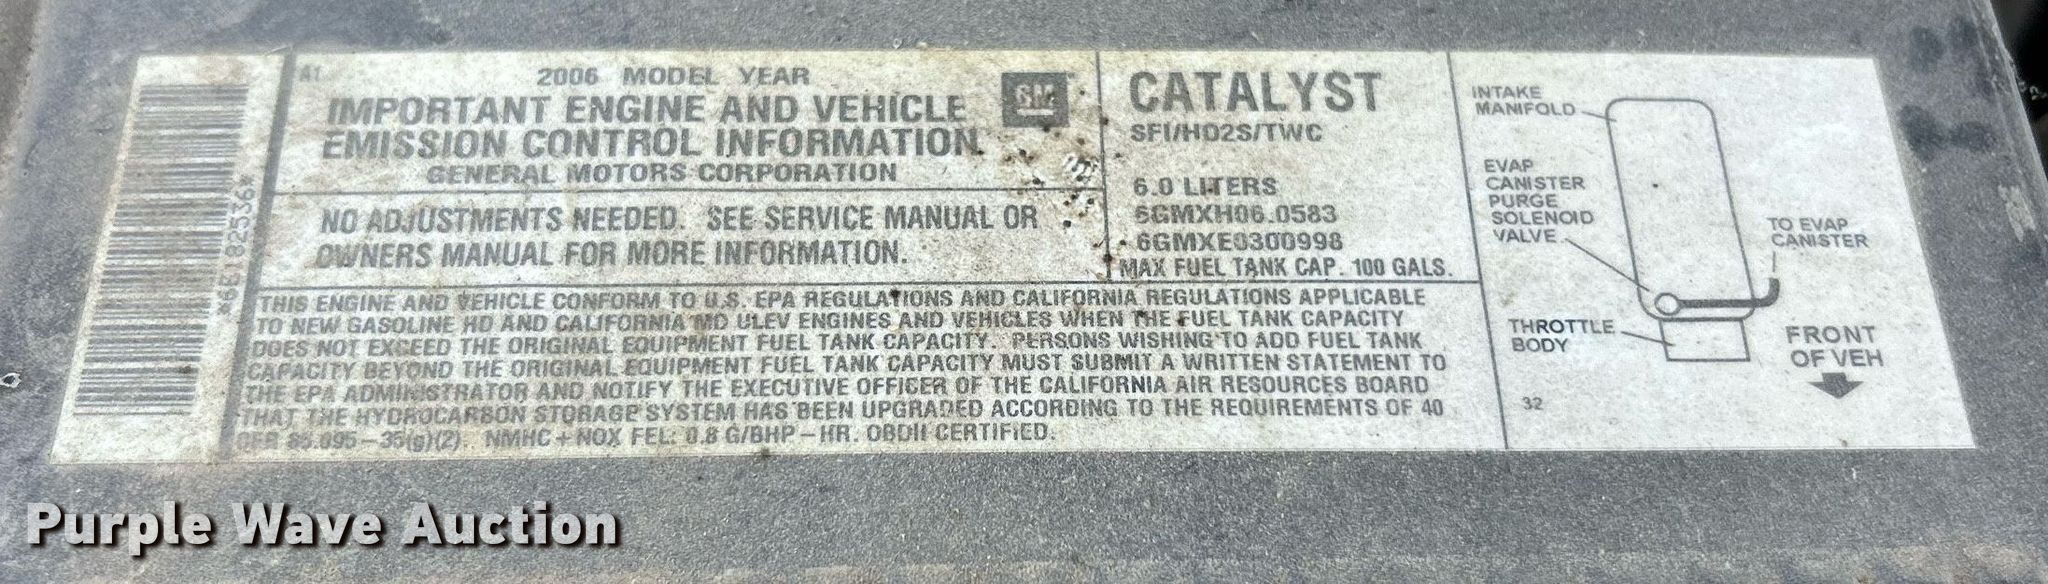 *6E182536*
AT
2006 MODEL YEAR
IMPORTANT ENGINE AND VEHICLE
EMISSION CONTROL INFORMATION
GENERAL MOTORS CORPORATION
GM
NO ADJUSTMENTS NEEDED. SEE SERVICE MANUAL OR
OWNERS MANUAL FOR MORE INFORMATION.
CATALYST
SFI/HO2S/TWC
6.0 LITERS
6GMXH06.0583
6GMXE0300998
MAX FUEL TANK CAP. 100 GALS.
THIS ENGINE AND VEHICLE CONFORM TO U.S. EPA REGULATIONS AND CALIFORNIA REGULATIONS APPLICABLE
TO NEW GASOLINE HD AND CALIFORNIA MD ULEV ENGINES AND VEHICLES WHEN THE FUEL TANK CAPACITY
DOES NOT EXCEED THE ORIGINAL EQUIPMENT FUEL TANK CAPACITY. PERSONS WISHING TO ADD FUEL TANK
CAPACITY BEYOND THE ORIGINAL EQUIPMENT FUEL TANK CAPACITY MUST SUBMIT A WRITTEN STATEMENT TO
THE EPA ADMINISTRATOR AND NOTIFY THE EXECUTIVE OFFICER OF THE CALIFORNIA AIR RESOURCES BOARD
THAT THE HYDROCARBON STORAGE SYSTEM HAS BEEN UPGRADED ACCORDING TO THE REQUIREMENTS OF 40
CFR 86.095-35(g)(2). NMHC+NOX FEL: 0.8 G/BHP-HR. OBDII CERTIFIED.
INTAKE
MANIFOLD
EVAP
CANISTER
PURGE
SOLENOID
VALVE
TO EVAP
CANISTER
THROTTLE
BODY
FRONT
OF VEH
32
Purple Wave Auction